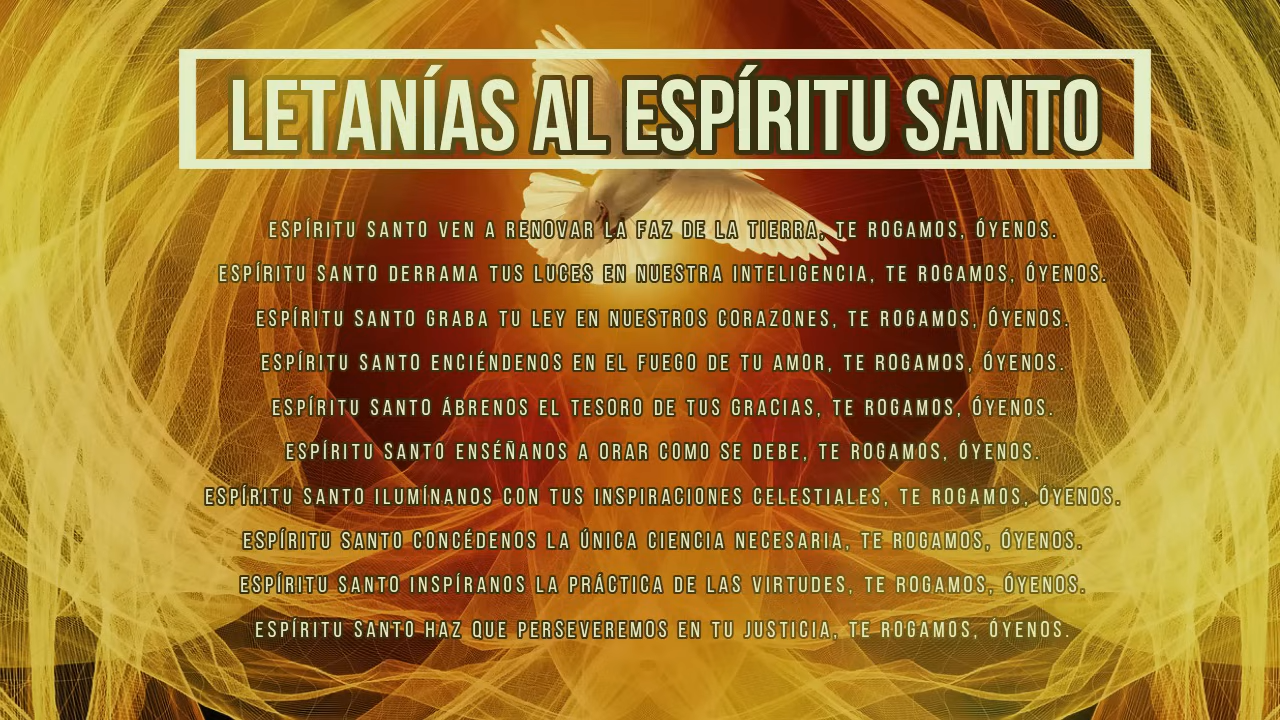 LETANÍAS AL ESPÍRITU SANTO
ESPÍRITU SANTO VEN A RENOVAR LA FAZ DE LA TIERRA, TE ROGAMOS, ÓYENOS.
ESPÍRITU SANTO DERRAMA TUS LUCES EN NUESTRA INTELIGENCIA, TE ROGAMOS, ÓYENOS.
ESPÍRITU SANTO GRABA TU LEY EN NUESTROS CORAZONES, TE ROGAMOS, ÓYENOS.
ESPÍRITU SANTO ENCIÉNDENOS EN EL FUEGO DE TU AMOR, TE ROGAMOS, ÓYENOS.
ESPÍRITU SANTO ÁBRENOS EL TESORO DE TUS GRACIAS, TE ROGAMOS, ÓYENOS.
ESPÍRITU SANTO ENSÉÑANOS A ORAR COMO SE DEBE, TE ROGAMOS, ÓYENOS.
ESPÍRITU SANTO ILUMÍNANOS CON TUS INSPIRACIONES CELESTIALES, TE ROGAMOS, ÓYENOS.
ESPÍRITU SANTO CONCÉDENOS LA ÚNICA CIENCIA NECESARIA, TE ROGAMOS, ÓYENOS.
ESPÍRITU SANTO INSPÍRANOS LA PRÁCTICA DE LAS VIRTUDES, TE ROGAMOS, ÓYENOS.
ESPÍRITU SANTO HAZ QUE PERSEVEREMOS EN TU JUSTICIA, TE ROGAMOS, ÓYENOS.